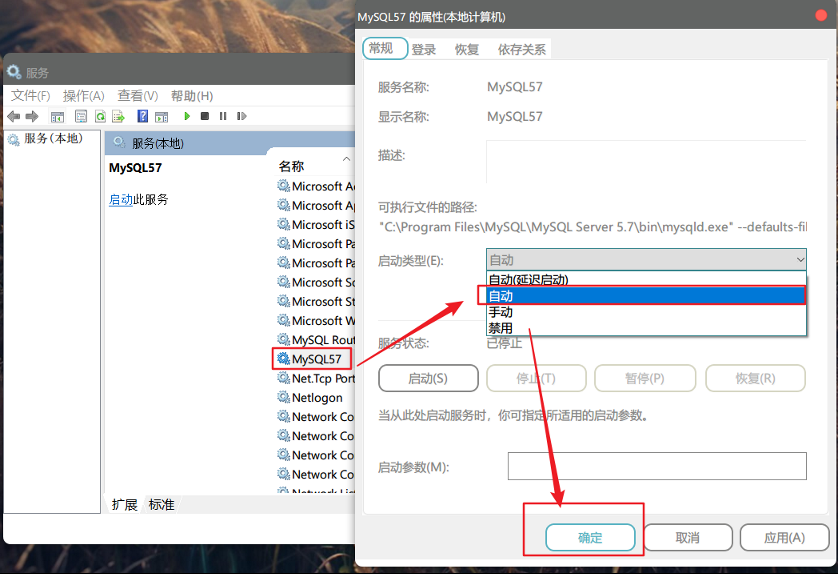 MySQL57 的属性(本地计算机)
常规
登录
恢复
依存关系
服务名称:
MySQL57
显示名称:
MySQL57
描述:
可执行文件的路径:
"C:\Program Files\MySQL\MySQL Server 5.7\bin\mysqld.exe" --defaults-fil
启动类型(E):
自动
自动(延迟启动)
自动
手动
禁用
服务状态:
已停止
启动(S)
停止(T)
暂停(P)
恢复(R)
当从此处启动服务时，你可指定所适用的启动参数。
启动参数(M):
确定
取消
应用(A)
服务
文件(F)
操作(A)
查看(V)
帮助(H)
服务(本地)
服务(本地)
MySQL57
启动此服务
名称
Microsoft Ac
Microsoft Ap
Microsoft iS
Microsoft Pa
Microsoft Pa
Microsoft Sc
Microsoft St
Microsoft W
MySQL Rout
MySQL57
Net.Tcp Port
Netlogon
Network Co
Network Co
Network Co
Network Co
Network List
扩展
标准